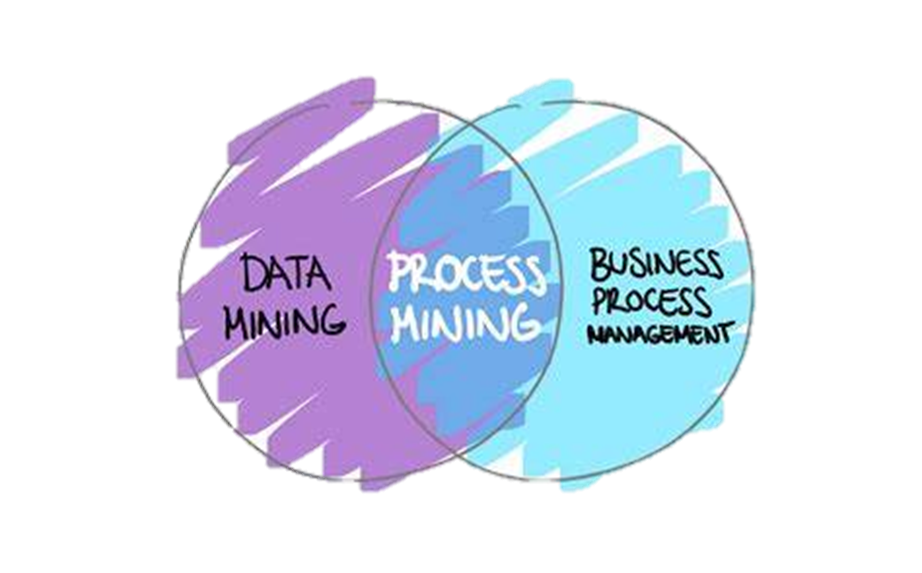 DATA
MINING
PROCESS
MINING
BUSINESS
PROCESS
MANAGEMENT